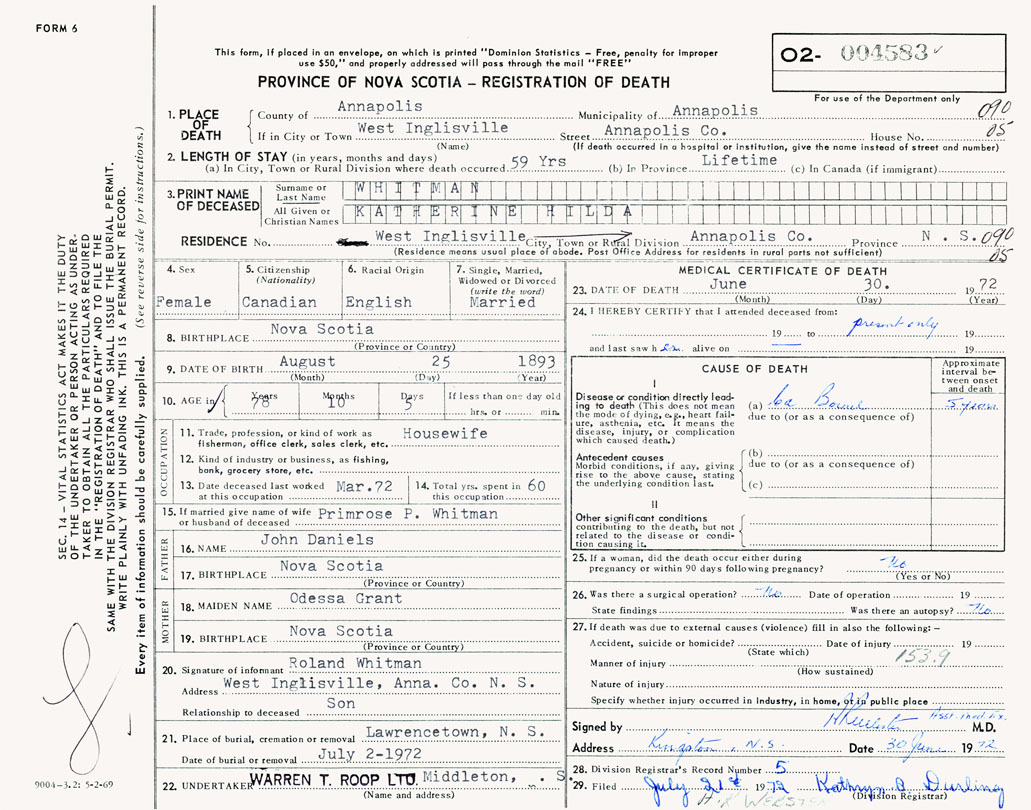 FORM 6
This form, if placed in an envelope, on which is printed "Dominion Statistics – Free, penalty for improper
use $50," and properly addressed will pass through the mail "FREE"
PROVINCE OF NOVA SCOTIA – REGISTRATION OF DEATH
O2- 004583
For use of the Department only
1. PLACE OF DEATH County of Annapolis Municipality of Annapolis 090
If in City or Town West Inglisville Street Annapolis Co. House No. 05
(Name) (If death occurred in a hospital or institution, give the name instead of street and number)
2. LENGTH OF STAY (in years, months and days)
(a) In City, Town or Rural Division where death occurred 59 Yrs (b) In Province Lifetime (c) In Canada (if immigrant)
3. PRINT NAME OF DECEASED Surname or Last Name WHITMAN
All Given or Christian Names KATHERINE HILDA
RESIDENCE No. West Inglisville City, Town or Rural Division Annapolis Co. Province N.S. 090
(Residence means usual place of abode. Post Office Address for residents in rural parts not sufficient) 05
4. Sex
Female
5. Citizenship
(Nationality)
Canadian
6. Racial Origin
English
7. Single, Married,
Widowed or Divorced
(write the word)
Married
8. BIRTHPLACE Nova Scotia
(Province or Country)
9. DATE OF BIRTH August 25 1893
(Month) (Day) (Year)
10. AGE in Years Months Days If less than one day old
78 10 5 hrs. or min.
OCCUPATION
11. Trade, profession, or kind of work as Housewife
fisherman, office clerk, sales clerk, etc.
12. Kind of industry or business, as fishing,
bank, grocery store, etc.
13. Date deceased last worked at this occupation Mar.72
14. Total yrs. spent in this occupation 60
15. If married give name of wife or husband of deceased Primrose P. Whitman
FATHER
16. NAME John Daniels
17. BIRTHPLACE Nova Scotia
(Province or Country)
MOTHER
18. MAIDEN NAME Odessa Grant
19. BIRTHPLACE Nova Scotia
(Province or Country)
20. Signature of informant Roland Whitman
Address West Inglisville, Anna. Co. N. S.
Relationship to deceased Son
21. Place of burial, cremation or removal Lawrencetown, N. S.
Date of burial or removal July 2-1972
22. UNDERTAKER WARREN T. ROOP LTD. Middleton, . S.
(Name and address)
MEDICAL CERTIFICATE OF DEATH
23. DATE OF DEATH June 30. 1972
(Month) (Day) (Year)
24. I HEREBY CERTIFY that I attended deceased from:
19 to present only 19
and last saw her alive on 19
CAUSE OF DEATH
Approximate interval between onset and death
I
Disease or condition directly leading to death (This does not mean the mode of dying, e.g., heart failure, asthenia, etc. It means the disease, injury, or complication which caused death.)
(a) Ca Bowel 5 years
due to (or as a consequence of)
Antecedent causes
Morbid conditions, if any, giving rise to the above cause, stating the underlying condition last.
(b)
due to (or as a consequence of)
(c)
II
Other significant conditions
contributing to the death, but not related to the disease or condition causing it.
25. If a woman, did the death occur either during
pregnancy or within 90 days following pregnancy? No
(Yes or No)
26. Was there a surgical operation? No Date of operation 19
State findings Was there an autopsy? No
27. If death was due to external causes (violence) fill in also the following: –
Accident, suicide or homicide? Date of injury 19
(State which) 153.9
Manner of injury
(How sustained)
Nature of injury
Specify whether injury occurred in Industry, in home, or in public place
Signed by Asst. Med. Ex. M.D.
Address Kingston, N.S. Date 30 June 1972
28. Division Registrar's Record Number 5
29. Filed July 21st 1972 Kathryn Durling
(Division Registrar)
H.K. WEBSTER
SEC. 14 – VITAL STATISTICS ACT MAKES IT THE DUTY
OF THE UNDERTAKER OR PERSON ACTING AS UNDER-
TAKER TO OBTAIN ALL THE PARTICULARS REQUIRED
IN THE "REGISTRATION OF DEATH" AND TO FILE THE
SAME WITH THE DIVISION REGISTRAR WHO SHALL ISSUE THE BURIAL PERMIT.
WRITE PLAINLY WITH UNFADING INK. THIS IS A PERMANENT RECORD.
Every item of information should be carefully supplied. (See reverse side for instructions.)
9004–3.2: 5-2-69